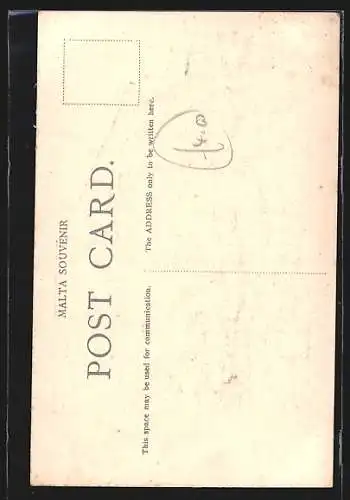 MALTA SOUVENIR
POST CARD.
This space may be used for communication.
The ADDRESS only to be written here.